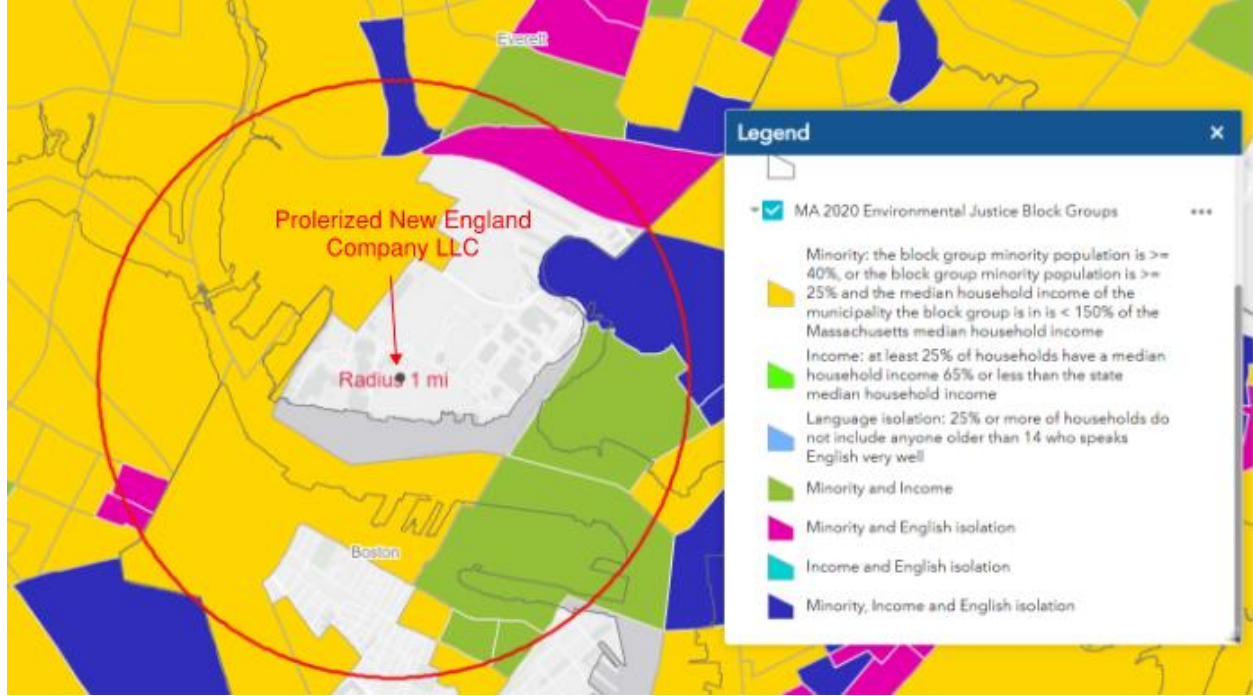 Everett
Prolerized New England
Company LLC
Radius 1 mi
Boston
Legend
×
MA 2020 Environmental Justice Block Groups
Minority: the block group minority population is >=
40%, or the block group minority population is >=
25% and the median household income of the
municipality the block group is in is < 150% of the
Massachusetts median household income
Income: at least 25% of households have a median
household income 65% or less than the state
median household income
Language isolation: 25% or more of households do
not include anyone older than 14 who speaks
English very well
Minority and Income
Minority and English isolation
Income and English isolation
Minority, Income and English isolation